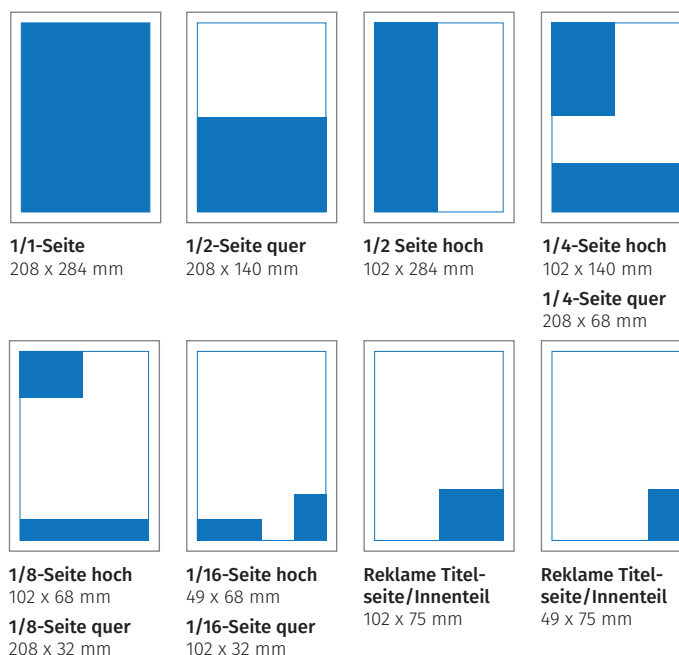 1/1-Seite
208 x 284 mm
1/2-Seite quer
208 x 140 mm
1/2 Seite hoch
102 x 284 mm
1/4-Seite hoch
102 x 140 mm
1/4-Seite quer
208 x 68 mm
1/8-Seite hoch
102 x 68 mm
1/8-Seite quer
208 x 32 mm
1/16-Seite hoch
49 x 68 mm
1/16-Seite quer
102 x 32 mm
Reklame Titel-
seite/Innenteil
102 x 75 mm
Reklame Titel-
seite/Innenteil
49 x 75 mm